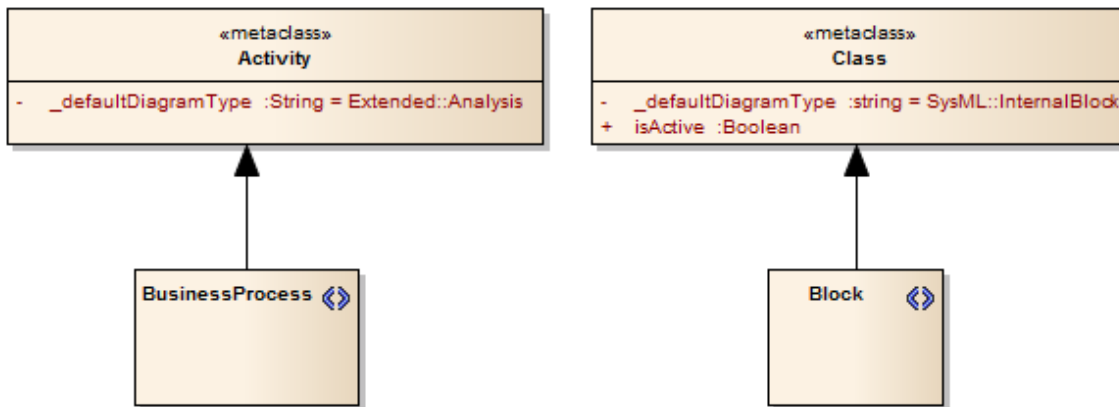 «metaclass»
Activity
- _defaultDiagramType :String = Extended::Analysis
«metaclass»
Class
- _defaultDiagramType :string = SysML::InternalBlock
+ isActive :Boolean
BusinessProcess
Block